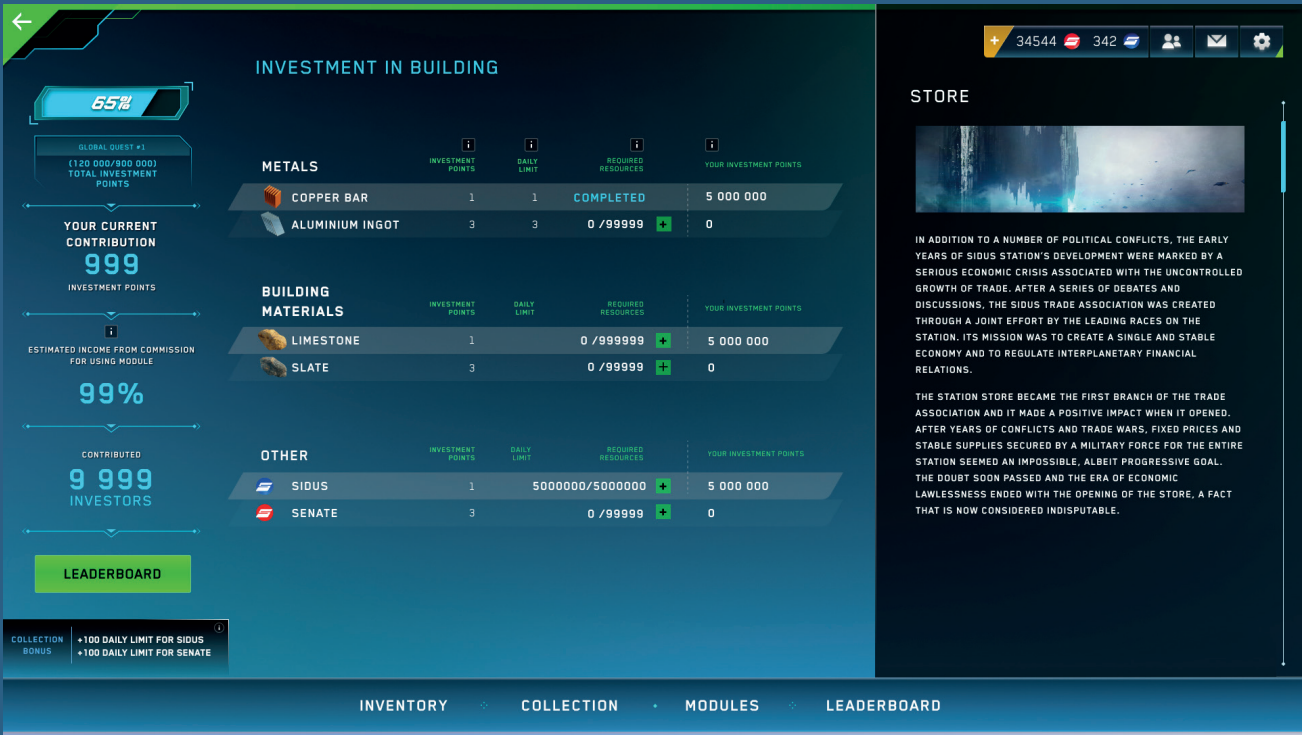 34544 342
65%
GLOBAL QUEST #1
(120 000/900 000)
TOTAL INVESTMENT
POINTS
YOUR CURRENT
CONTRIBUTION
999
INVESTMENT POINTS
ESTIMATED INCOME FROM COMMISSION
FOR USING MODULE
99%
CONTRIBUTED
9 999
INVESTORS
LEADERBOARD
COLLECTION
BONUS
+100 DAILY LIMIT FOR SIDUS
+100 DAILY LIMIT FOR SENATE
INVESTMENT IN BUILDING
METALS
INVESTMENT
POINTS
DAILY
LIMIT
REQUIRED
RESOURCES
YOUR INVESTMENT POINTS
COPPER BAR 1 1 COMPLETED 5 000 000
ALUMINIUM INGOT 3 3 0 /99999 + 0
BUILDING
MATERIALS
INVESTMENT
POINTS
DAILY
LIMIT
REQUIRED
RESOURCES
YOUR INVESTMENT POINTS
LIMESTONE 1 0 /999999 + 5 000 000
SLATE 3 0 /99999 + 0
OTHER
INVESTMENT
POINTS
DAILY
LIMIT
REQUIRED
RESOURCES
YOUR INVESTMENT POINTS
SIDUS 1 5000000/5000000 + 5 000 000
SENATE 3 0 /99999 + 0
STORE
IN ADDITION TO A NUMBER OF POLITICAL CONFLICTS, THE EARLY
YEARS OF SIDUS STATION'S DEVELOPMENT WERE MARKED BY A
SERIOUS ECONOMIC CRISIS ASSOCIATED WITH THE UNCONTROLLED
GROWTH OF TRADE. AFTER A SERIES OF DEBATES AND
DISCUSSIONS, THE SIDUS TRADE ASSOCIATION WAS CREATED
THROUGH A JOINT EFFORT BY THE LEADING RACES ON THE
STATION. ITS MISSION WAS TO CREATE A SINGLE AND STABLE
ECONOMY AND TO REGULATE INTERPLANETARY FINANCIAL
RELATIONS.
THE STATION STORE BECAME THE FIRST BRANCH OF THE TRADE
ASSOCIATION AND IT MADE A POSITIVE IMPACT WHEN IT OPENED.
AFTER YEARS OF CONFLICTS AND TRADE WARS, FIXED PRICES AND
STABLE SUPPLIES SECURED BY A MILITARY FORCE FOR THE ENTIRE
STATION SEEMED AN IMPOSSIBLE, ALBEIT PROGRESSIVE GOAL.
THE DOUBT SOON PASSED AND THE ERA OF ECONOMIC
LAWLESSNESS ENDED WITH THE OPENING OF THE STORE, A FACT
THAT IS NOW CONSIDERED INDISPUTABLE.
INVENTORY COLLECTION MODULES LEADERBOARD